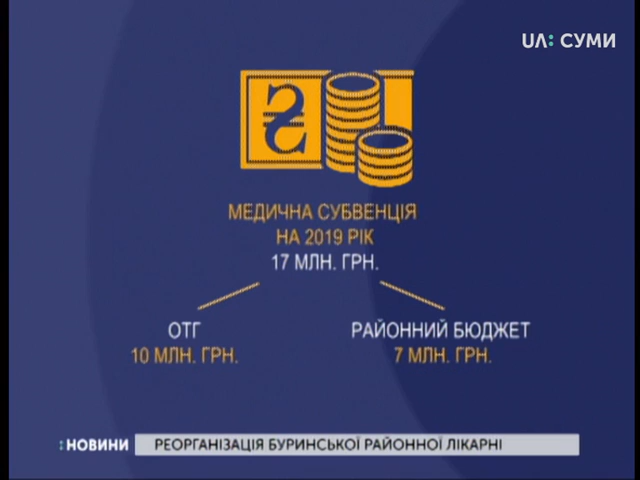 UA: СУМИ
₴
МЕДИЧНА СУБВЕНЦІЯ
НА 2019 РІК
17 МЛН. ГРН.
ОТГ
10 МЛН. ГРН.
РАЙОННИЙ БЮДЖЕТ
7 МЛН. ГРН.
:НОВИНИ
РЕОРГАНІЗАЦІЯ БУРИНСЬКОЇ РАЙОННОЇ ЛІКАРНІ